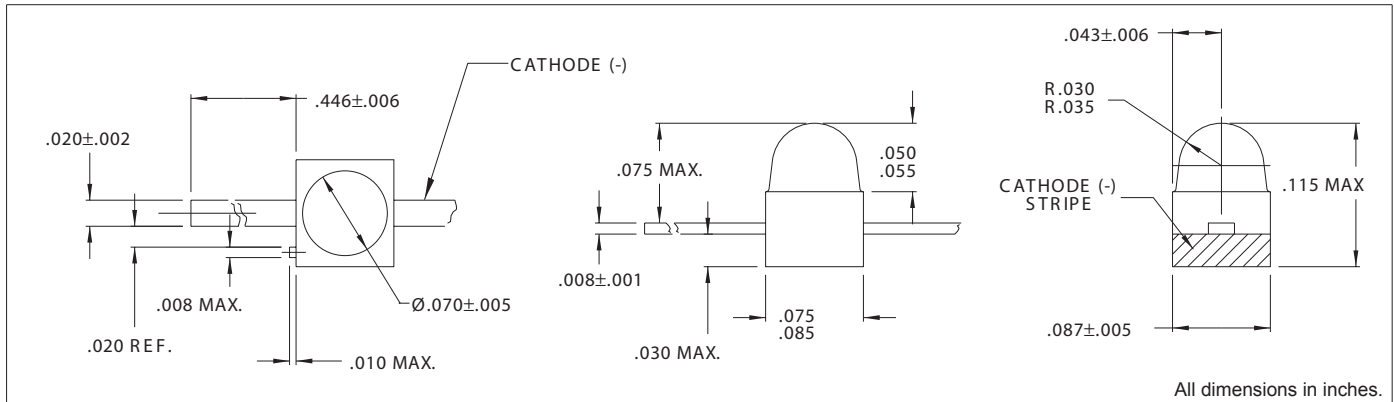 CATHODE (-)
.446±.006
.020±.002
.008 MAX.
.020 REF.
.010 MAX.
Ø.070±.005
.075 MAX.
.050
.055
.008±.001
.030 MAX.
.075
.085
.043±.006
R.030
R.035
CATHODE (-)
STRIPE
.115 MAX
.087±.005
All dimensions in inches.